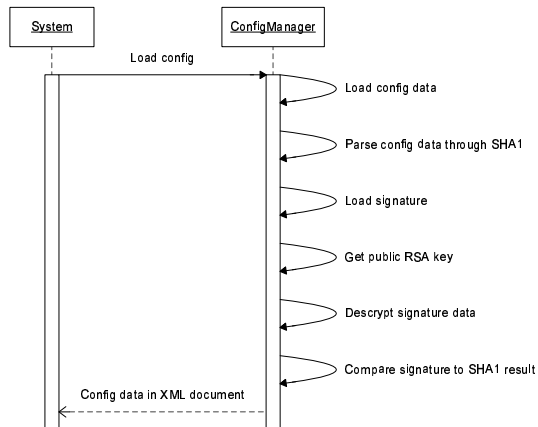 System
ConfigManager
Load config
Load config data
Parse config data through SHA1
Load signature
Get public RSA key
Descrypt signature data
Compare signature to SHA1 result
Config data in XML document